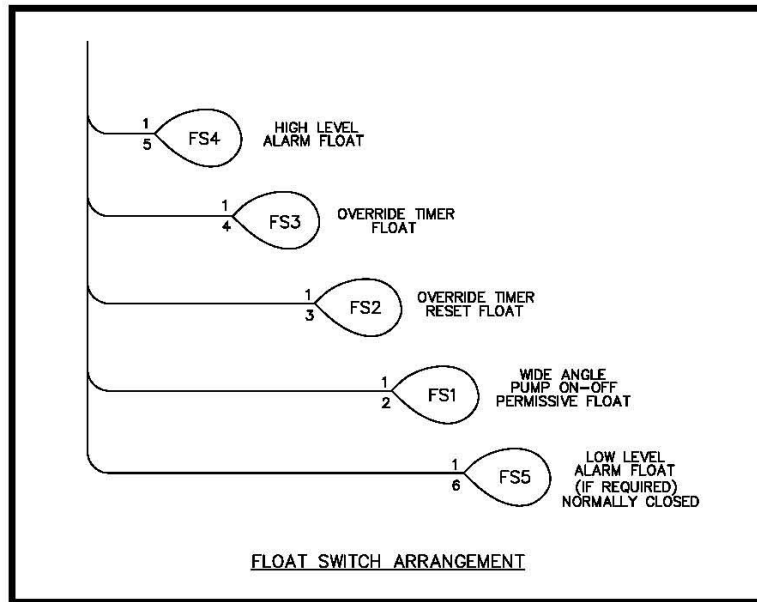 1
5
FS4
HIGH LEVEL
ALARM FLOAT
1
4
FS3
OVERRIDE TIMER
FLOAT
1
3
FS2
OVERRIDE TIMER
RESET FLOAT
1
2
FS1
WIDE ANGLE
PUMP ON-OFF
PERMISSIVE FLOAT
1
6
FS5
LOW LEVEL
ALARM FLOAT
(IF REQUIRED)
NORMALLY CLOSED
FLOAT SWITCH ARRANGEMENT